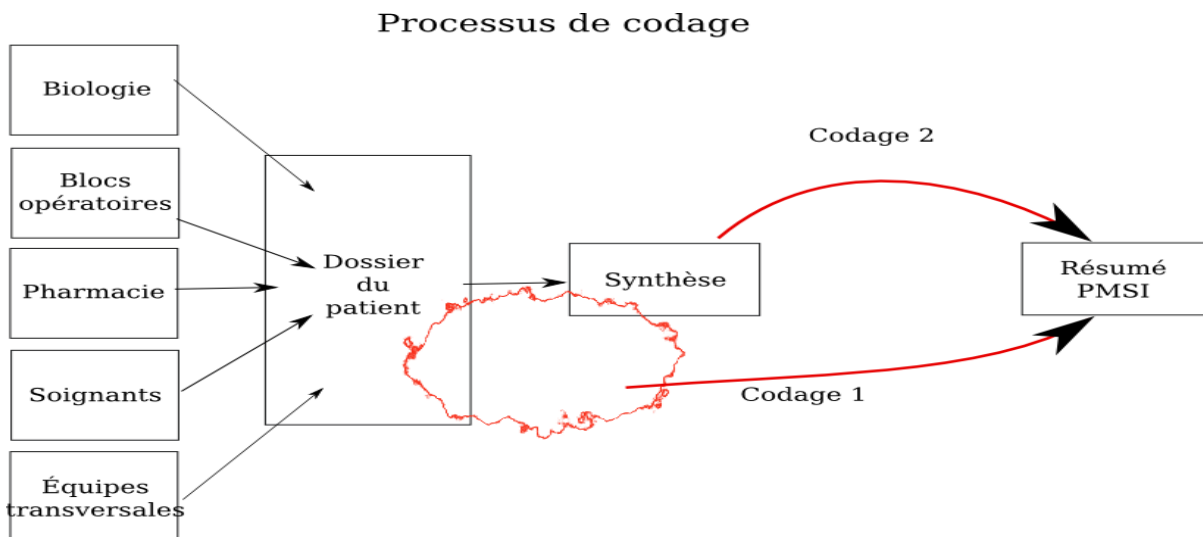 Processus de codage
Biologie
Blocs
opératoires
Pharmacie
Soignants
Équipes
transversales
Dossier
du
patient
Synthèse
Codage 2
Codage 1
Résumé
PMSI